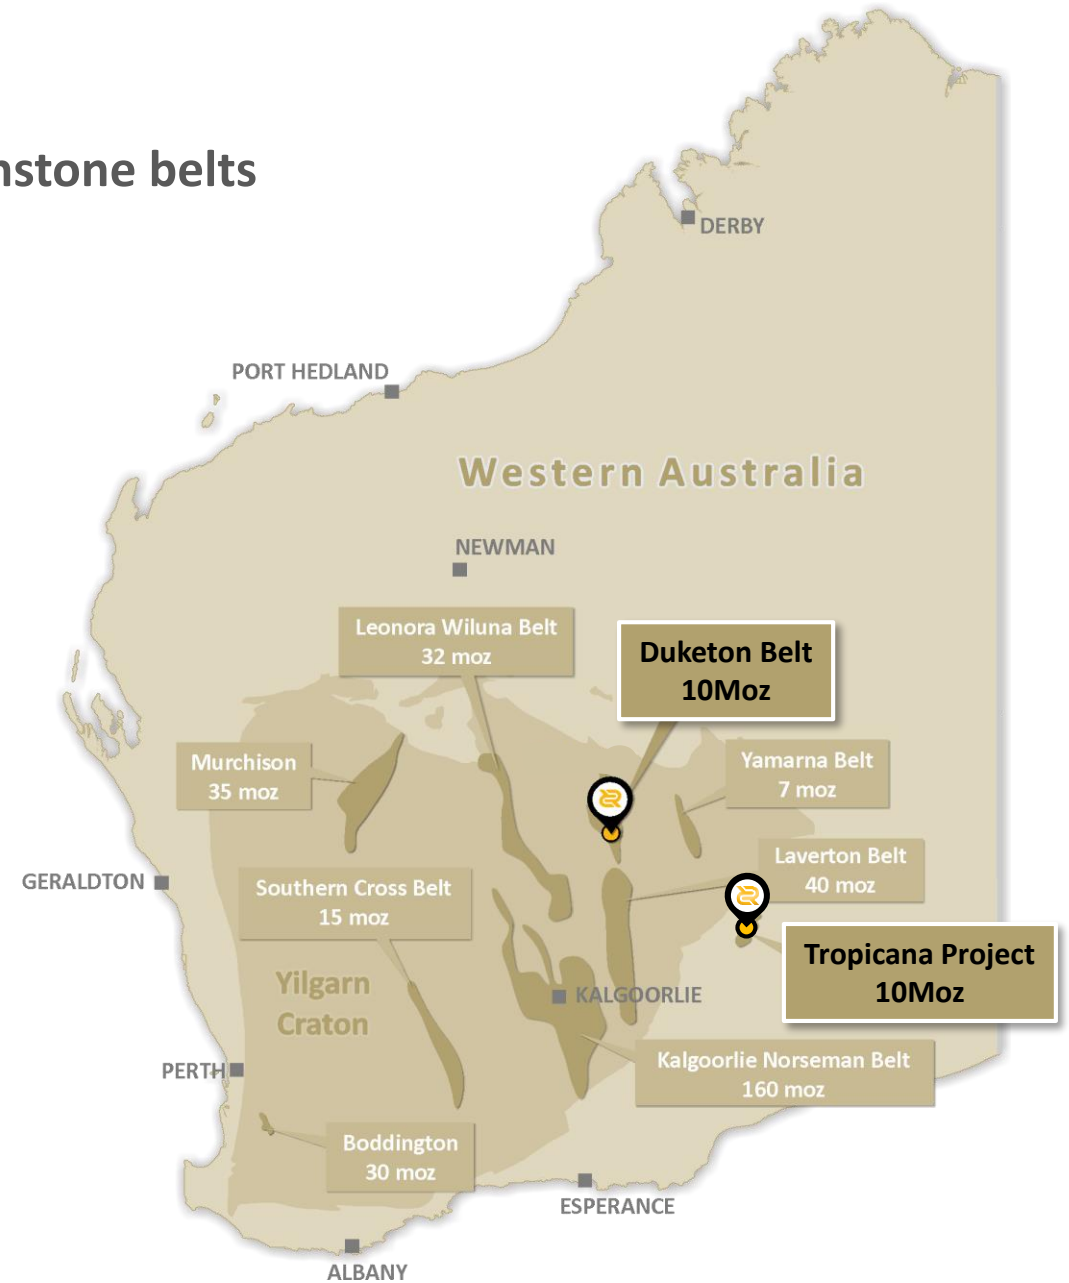 nstone belts
DERBY
PORT HEDLAND
Western Australia
NEWMAN
Leonora Wiluna Belt
32 moz
Duketon Belt
10Moz
Murchison
35 moz
Yamarna Belt
7 moz
Laverton Belt
40 moz
GERALDTON
Southern Cross Belt
15 moz
Tropicana Project
10Moz
Yilgarn
Craton
KALGOORLIE
Kalgoorlie Norseman Belt
160 moz
PERTH
Boddington
30 moz
ESPERANCE
ALBANY